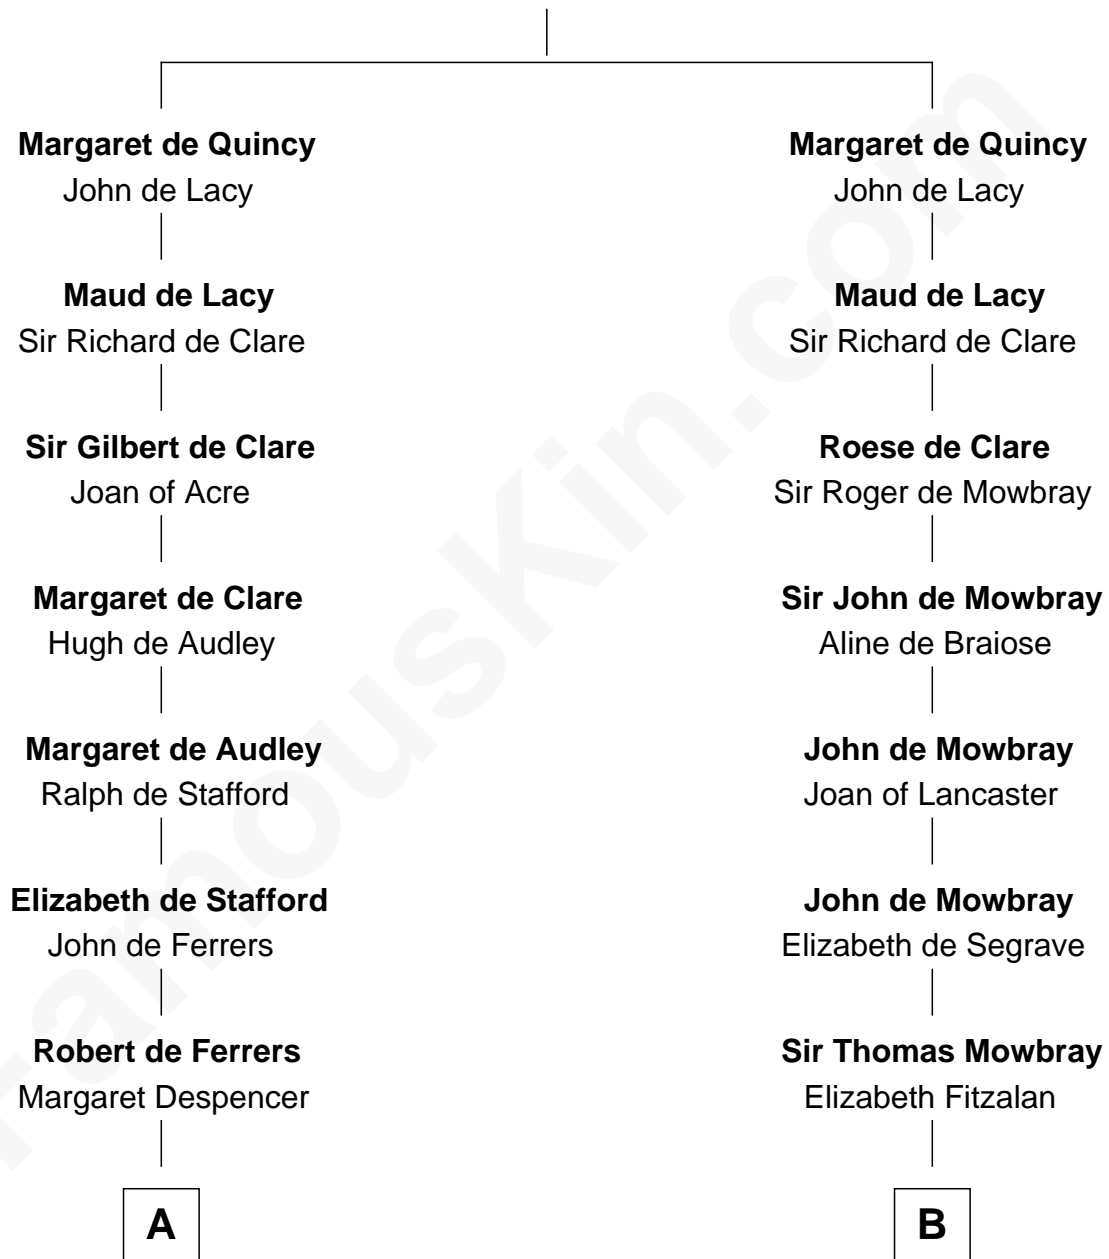 Margaret de Quincy
John de Lacy
Maud de Lacy
Sir Richard de Clare
Sir Gilbert de Clare
Joan of Acre
Margaret de Clare
Hugh de Audley
Margaret de Audley
Ralph de Stafford
Elizabeth de Stafford
John de Ferrers
Robert de Ferrers
Margaret Despencer
A
Margaret de Quincy
John de Lacy
Maud de Lacy
Sir Richard de Clare
Roese de Clare
Sir Roger de Mowbray
Sir John de Mowbray
Aline de Braiose
John de Mowbray
Joan of Lancaster
John de Mowbray
Elizabeth de Segrave
Sir Thomas Mowbray
Elizabeth Fitzalan
B
FamousKin.com